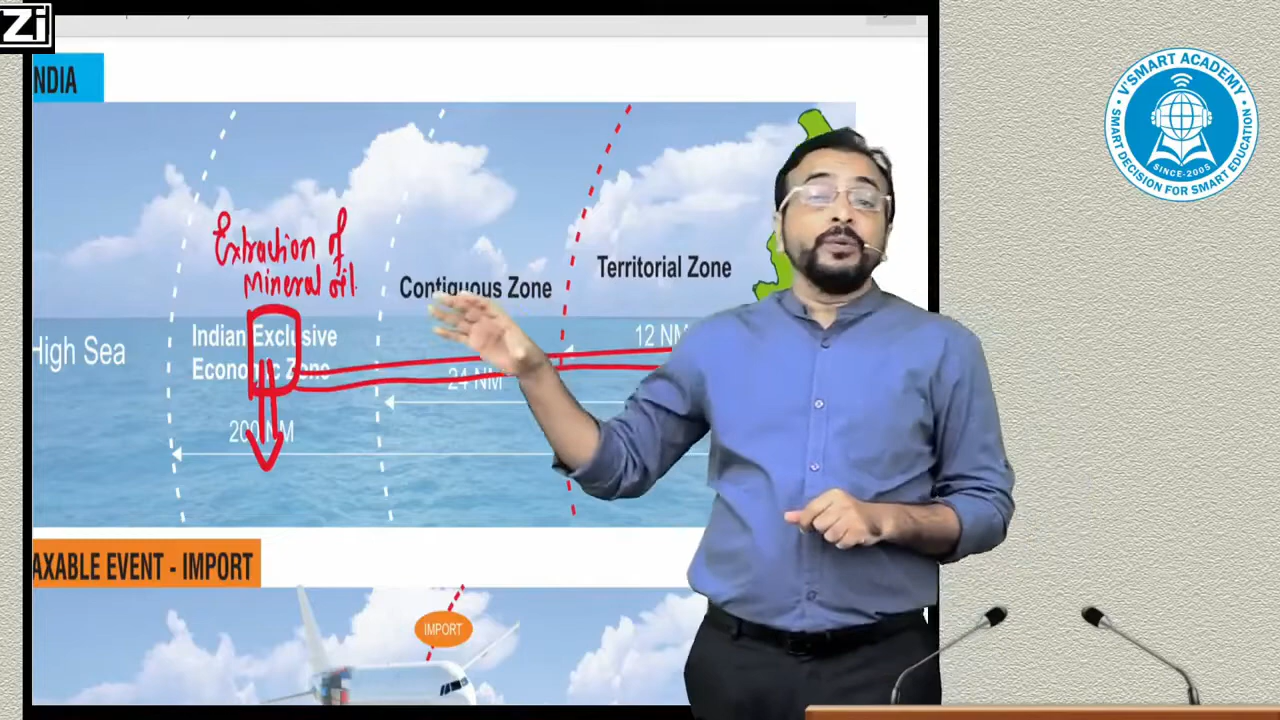 Zi
NDIA
Extraction of
mineral oil
Contiguous Zone
Territorial Zone
High Sea
Indian Exclusive
Economic Zone
12 NM
24 NM
200 NM
AXABLE EVENT - IMPORT
IMPORT
V'SMART ACADEMY
SINCE-2005
SMART DECISION FOR SMART EDUCATION